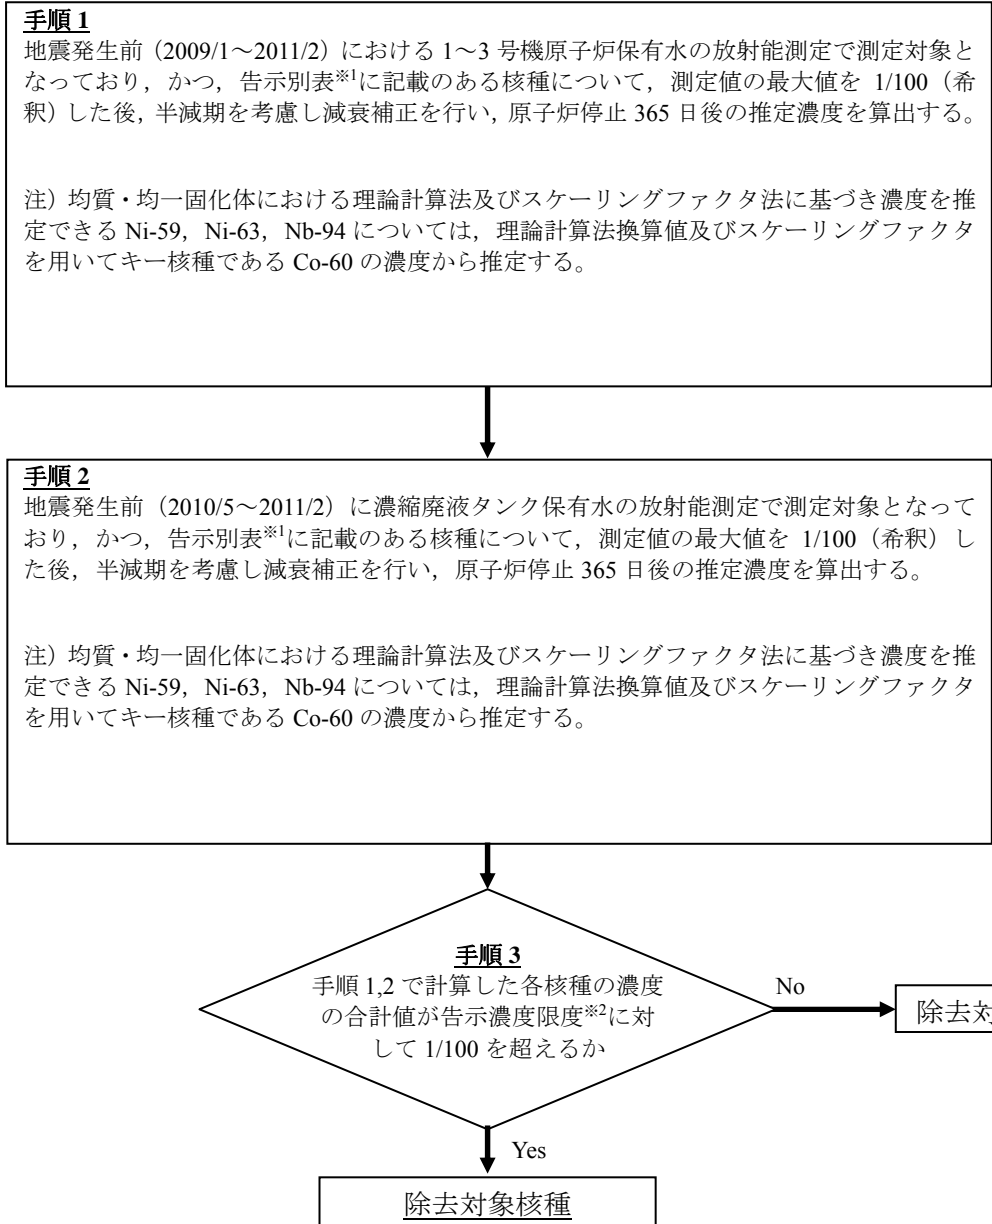 手順 1
地震発生前（2009/1～2011/2）における 1～3 号機原子炉保有水の放射能測定で測定対象と
なっており，かつ，告示別表※1に記載のある核種について，測定値の最大値を 1/100（希
釈）した後，半減期を考慮し減衰補正を行い，原子炉停止 365 日後の推定濃度を算出する。
注）均質・均一固化体における理論計算法及びスケーリングファクタ法に基づき濃度を推
定できる Ni-59，Ni-63，Nb-94 については，理論計算法換算値及びスケーリングファクタ
を用いてキー核種である Co-60 の濃度から推定する。
手順 2
地震発生前（2010/5～2011/2）に濃縮廃液タンク保有水の放射能測定で測定対象となって
おり，かつ，告示別表※1に記載のある核種について，測定値の最大値を 1/100（希釈）し
た後，半減期を考慮し減衰補正を行い，原子炉停止 365 日後の推定濃度を算出する。
注）均質・均一固化体における理論計算法及びスケーリングファクタ法に基づき濃度を推
定できる Ni-59，Ni-63，Nb-94 については，理論計算法換算値及びスケーリングファクタ
を用いてキー核種である Co-60 の濃度から推定する。
手順 3
手順 1,2 で計算した各核種の濃度
の合計値が告示濃度限度※2に対
して 1/100 を超えるか
No
除去対
Yes
除去対象核種